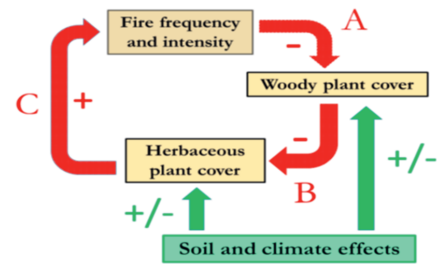 Fire frequency
and intensity
-
A
Woody plant cover
C
+
-
B
Herbaceous
plant cover
+/-
+/-
Soil and climate effects